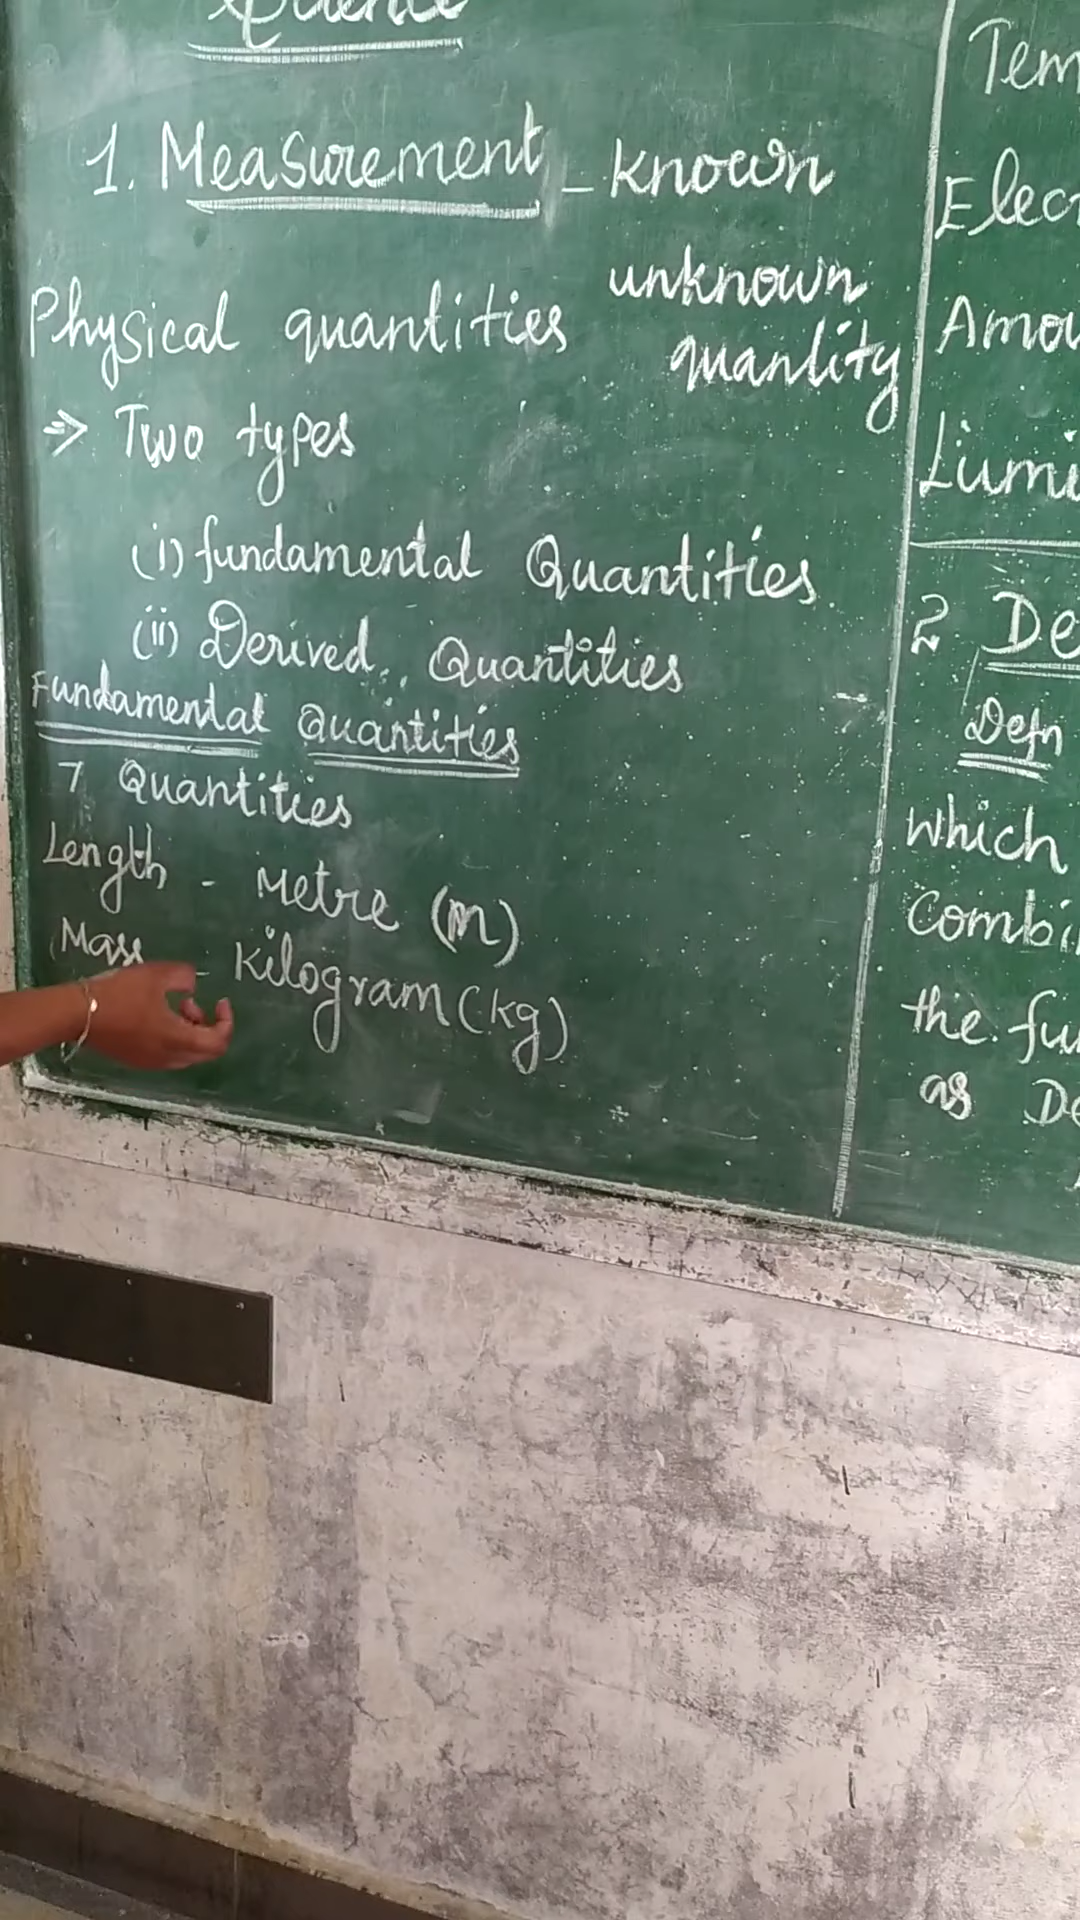 1. Measurement - known
unknown
quantity
Physical quantities
⇒ Two types
(i) fundamental Quantities
(ii) Derived Quantities
Fundamental Quantities
7 Quantities
Length - Metre (m)
Mass - Kilogram (kg)
Tem
Elec
Amou
Lumi
2 De
Defn
which
Combi
the fu
as De